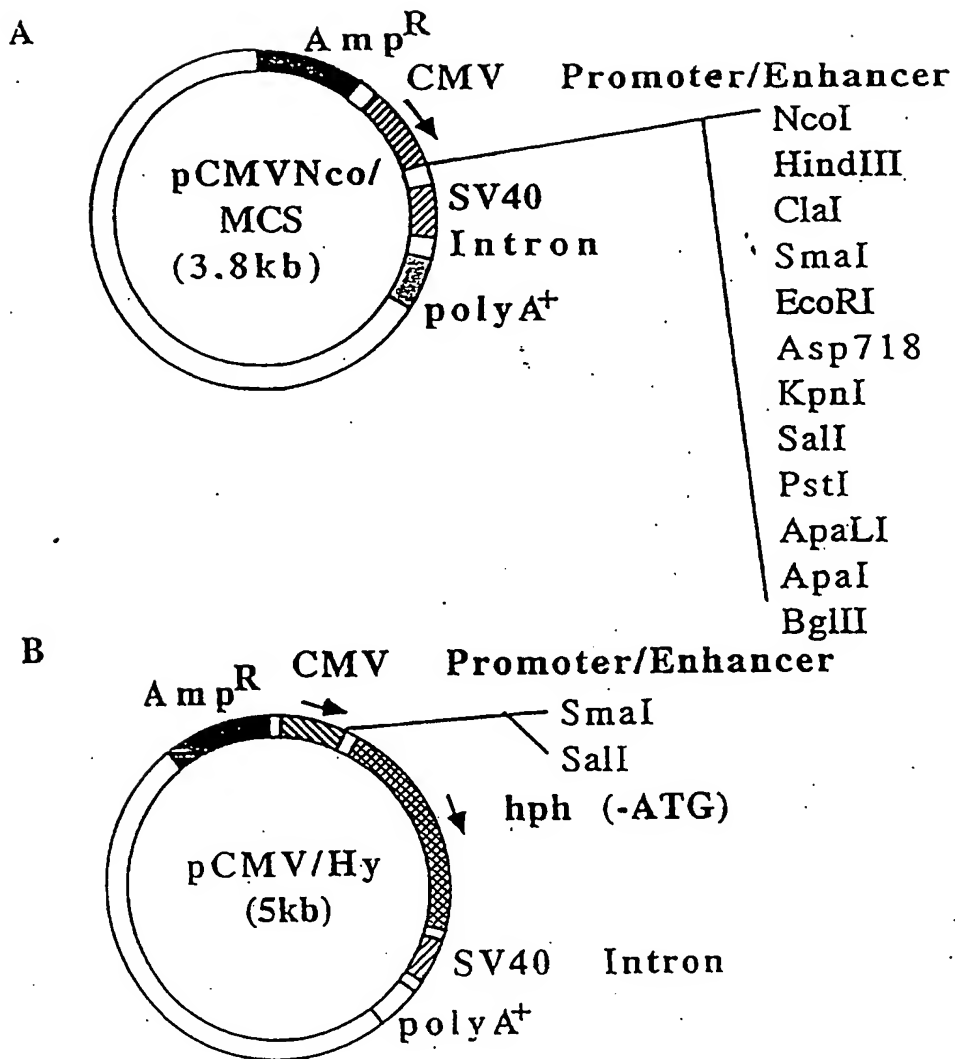 A
AmpR
CMV Promoter/Enhancer
NcoI
HindIII
ClaI
SmaI
EcoRI
Asp718
KpnI
SalI
PstI
ApaLI
ApaI
BglII
pCMVNco/
MCS
(3.8kb)
SV40
Intron
polyA+
B
AmpR
CMV Promoter/Enhancer
SmaI
SalI
hph (-ATG)
pCMV/Hy
(5kb)
SV40 Intron
polyA+